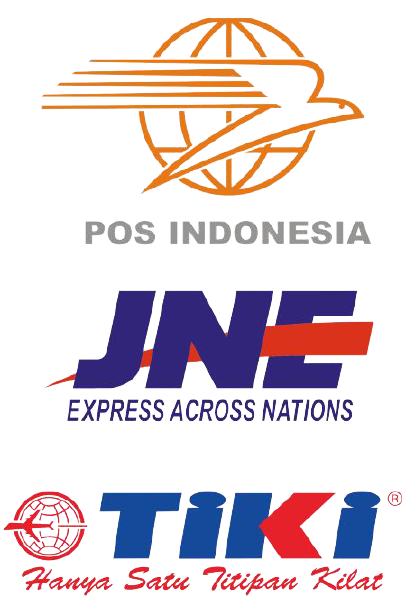 POS INDONESIA
JNE
EXPRESS ACROSS NATIONS
TiKi ®
Hanya Satu Titipan Kilat